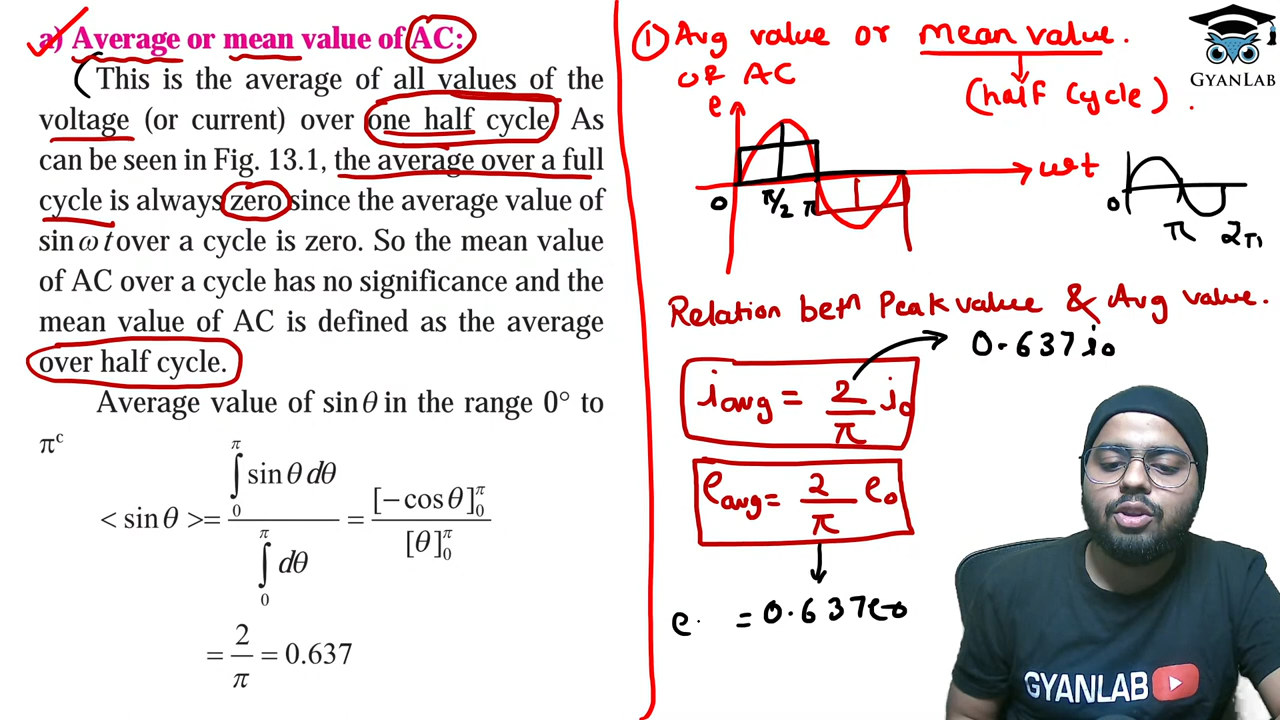 a) Average or mean value of AC:
(This is the average of all values of the
voltage (or current) over one half cycle. As
can be seen in Fig. 13.1, the average over a full
cycle is always zero since the average value of
sin ω t over a cycle is zero. So the mean value
of AC over a cycle has no significance and the
mean value of AC is defined as the average
over half cycle.
Average value of sin θ in the range 0° to
πᶜ
< sin θ >= ∫₀^π sin θ dθ / ∫₀^π dθ = [− cos θ]₀^π / [θ]₀^π
= 2/π = 0.637
① Avg value or mean value.
of AC
(half cycle).
e
0 π/2 π
ωt
0 π 2π
Relation betn Peak value & Avg value.
0.637 i₀
i avg = 2/π i₀
e avg = 2/π e₀
e. = 0.637 e₀
GYANLAB
GYANLAB